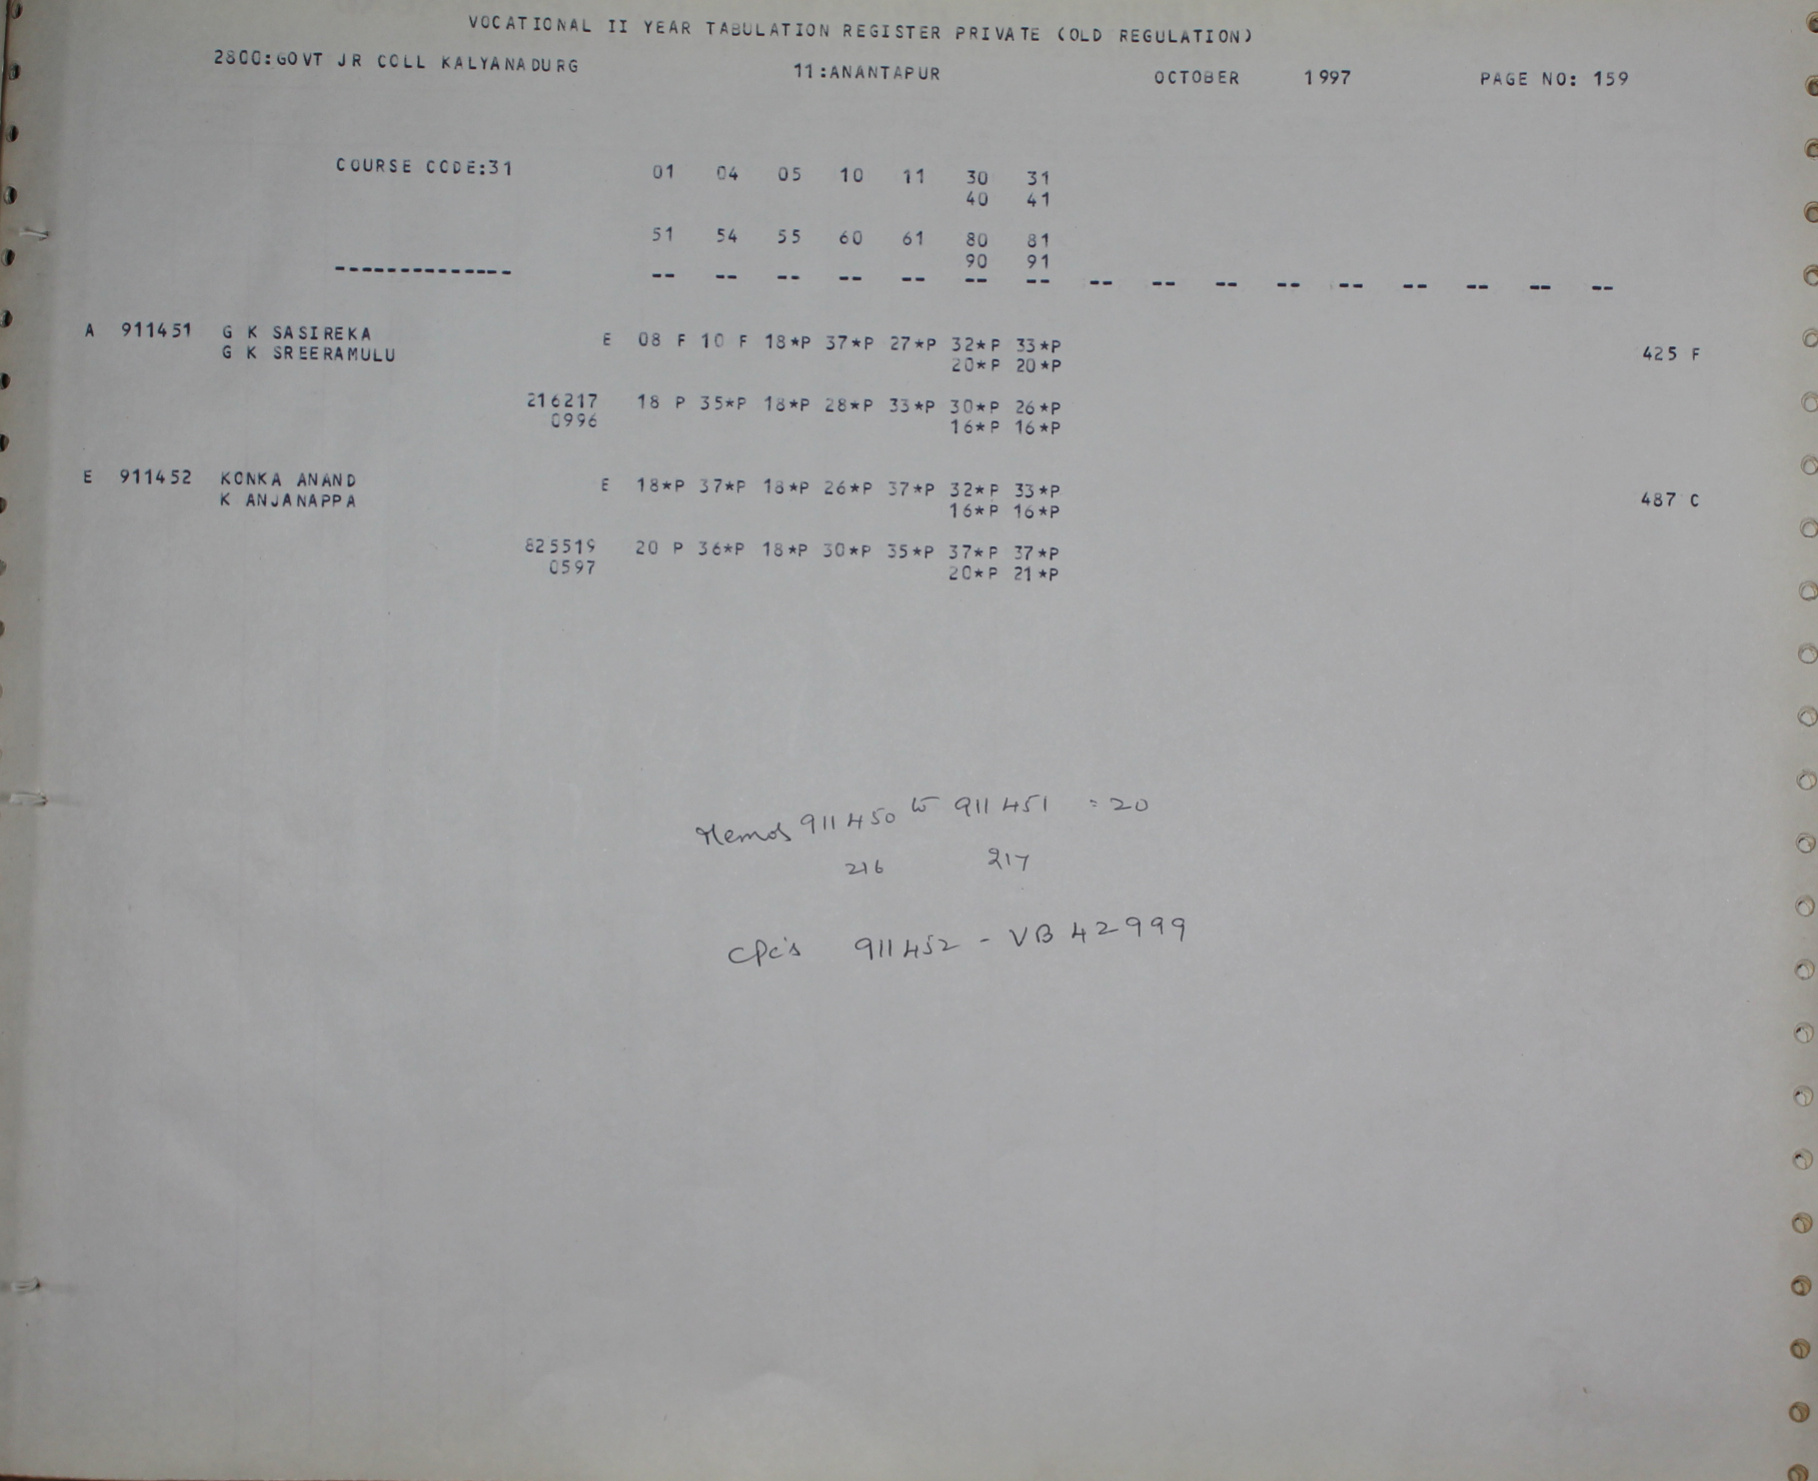 VOCATIONAL II YEAR TABULATION REGISTER PRIVATE (OLD REGULATION)
2800:GOVT JR COLL KALYANADURG 11:ANANTAPUR OCTOBER 1997 PAGE NO: 159
COURSE CODE:31 01 04 05 10 11 30 31
40 41
51 54 55 60 61 80 81
90 91
-------------- -- -- -- -- -- -- -- -- -- -- -- -- -- -- -- --
A 911451 G K SASIREKA E 08 F 10 F 18*P 37*P 27*P 32*P 33*P
G K SREERAMULU 20*P 20*P 425 F
216217 18 P 35*P 18*P 28*P 33*P 30*P 26*P
0996 16*P 16*P
E 911452 KONKA ANAND E 18*P 37*P 18*P 26*P 37*P 32*P 33*P
K ANJANAPPA 16*P 16*P 487 C
825519 20 P 36*P 18*P 30*P 35*P 37*P 37*P
0597 20*P 21*P
Memos 911450 to 911451 = 20
216 217
CPC's 911452 - VB 42999